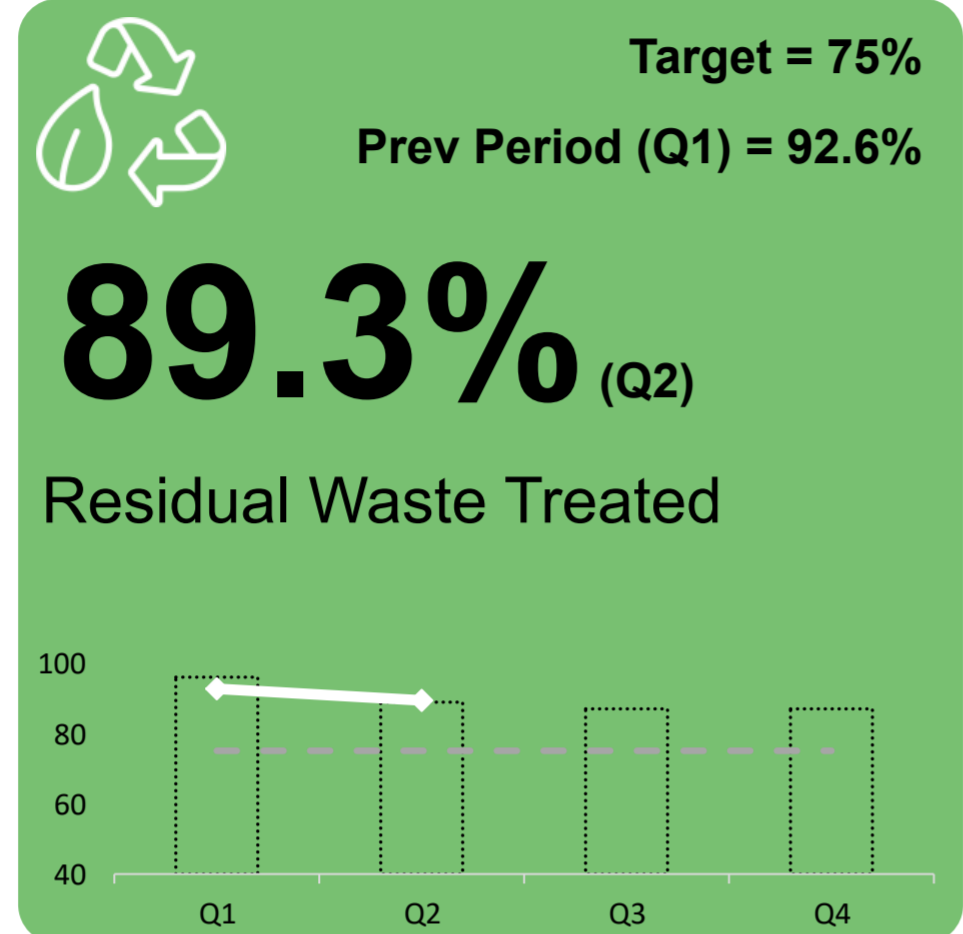 Target = 75%
Prev Period (Q1) = 92.6%
89.3% (Q2)
Residual Waste Treated
100
80
60
40
Q1 Q2 Q3 Q4